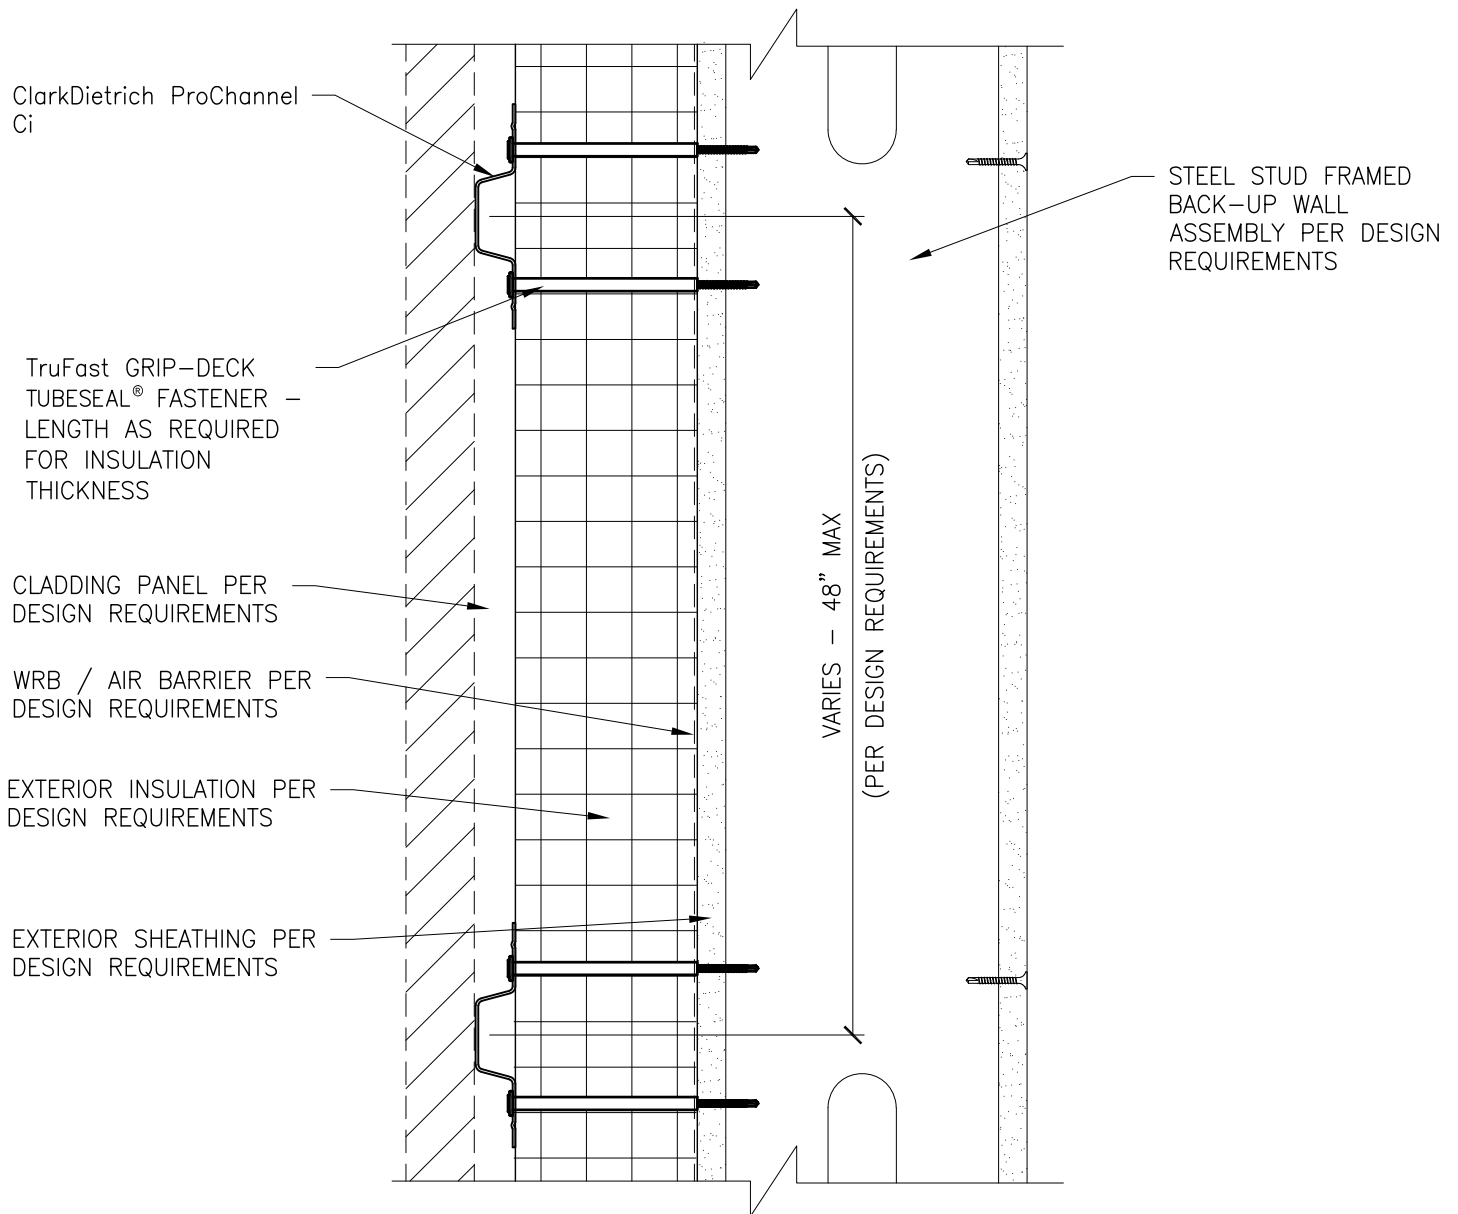 ClarkDietrich ProChannel
Ci
STEEL STUD FRAMED
BACK-UP WALL
ASSEMBLY PER DESIGN
REQUIREMENTS
TruFast GRIP-DECK
TUBESEAL® FASTENER -
LENGTH AS REQUIRED
FOR INSULATION
THICKNESS
CLADDING PANEL PER
DESIGN REQUIREMENTS
WRB / AIR BARRIER PER
DESIGN REQUIREMENTS
EXTERIOR INSULATION PER
DESIGN REQUIREMENTS
EXTERIOR SHEATHING PER
DESIGN REQUIREMENTS
VARIES - 48" MAX
(PER DESIGN REQUIREMENTS)